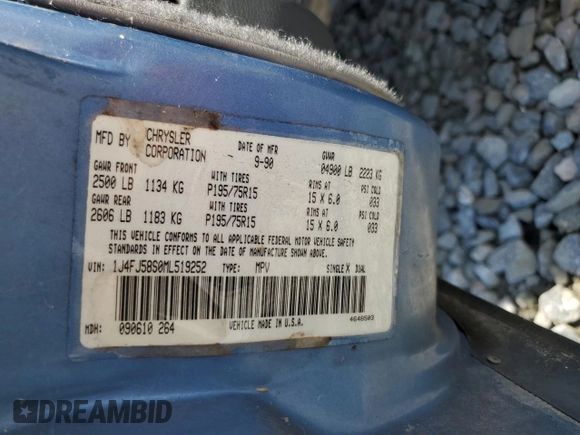 MFD BY CHRYSLER CORPORATION DATE OF MFR 9-90 GVWR 04900 LB 2223 KG
GAWR FRONT WITH TIRES RIMS AT PSI COLD
2500 LB 1134 KG P195/75R15 15 X 6.0 033
GAWR REAR WITH TIRES RIMS AT PSI COLD
2606 LB 1183 KG P195/75R15 15 X 6.0 033
THIS VEHICLE CONFORMS TO ALL APPLICABLE FEDERAL MOTOR VEHICLE SAFETY
STANDARDS IN EFFECT ON THE DATE OF MANUFACTURE SHOWN ABOVE.
VIN: 1J4FJ58S0ML519252 TYPE: MPV SINGLE X DUAL
MDH: 090610 264 VEHICLE MADE IN U.S.A. 4648503
DREAMBID